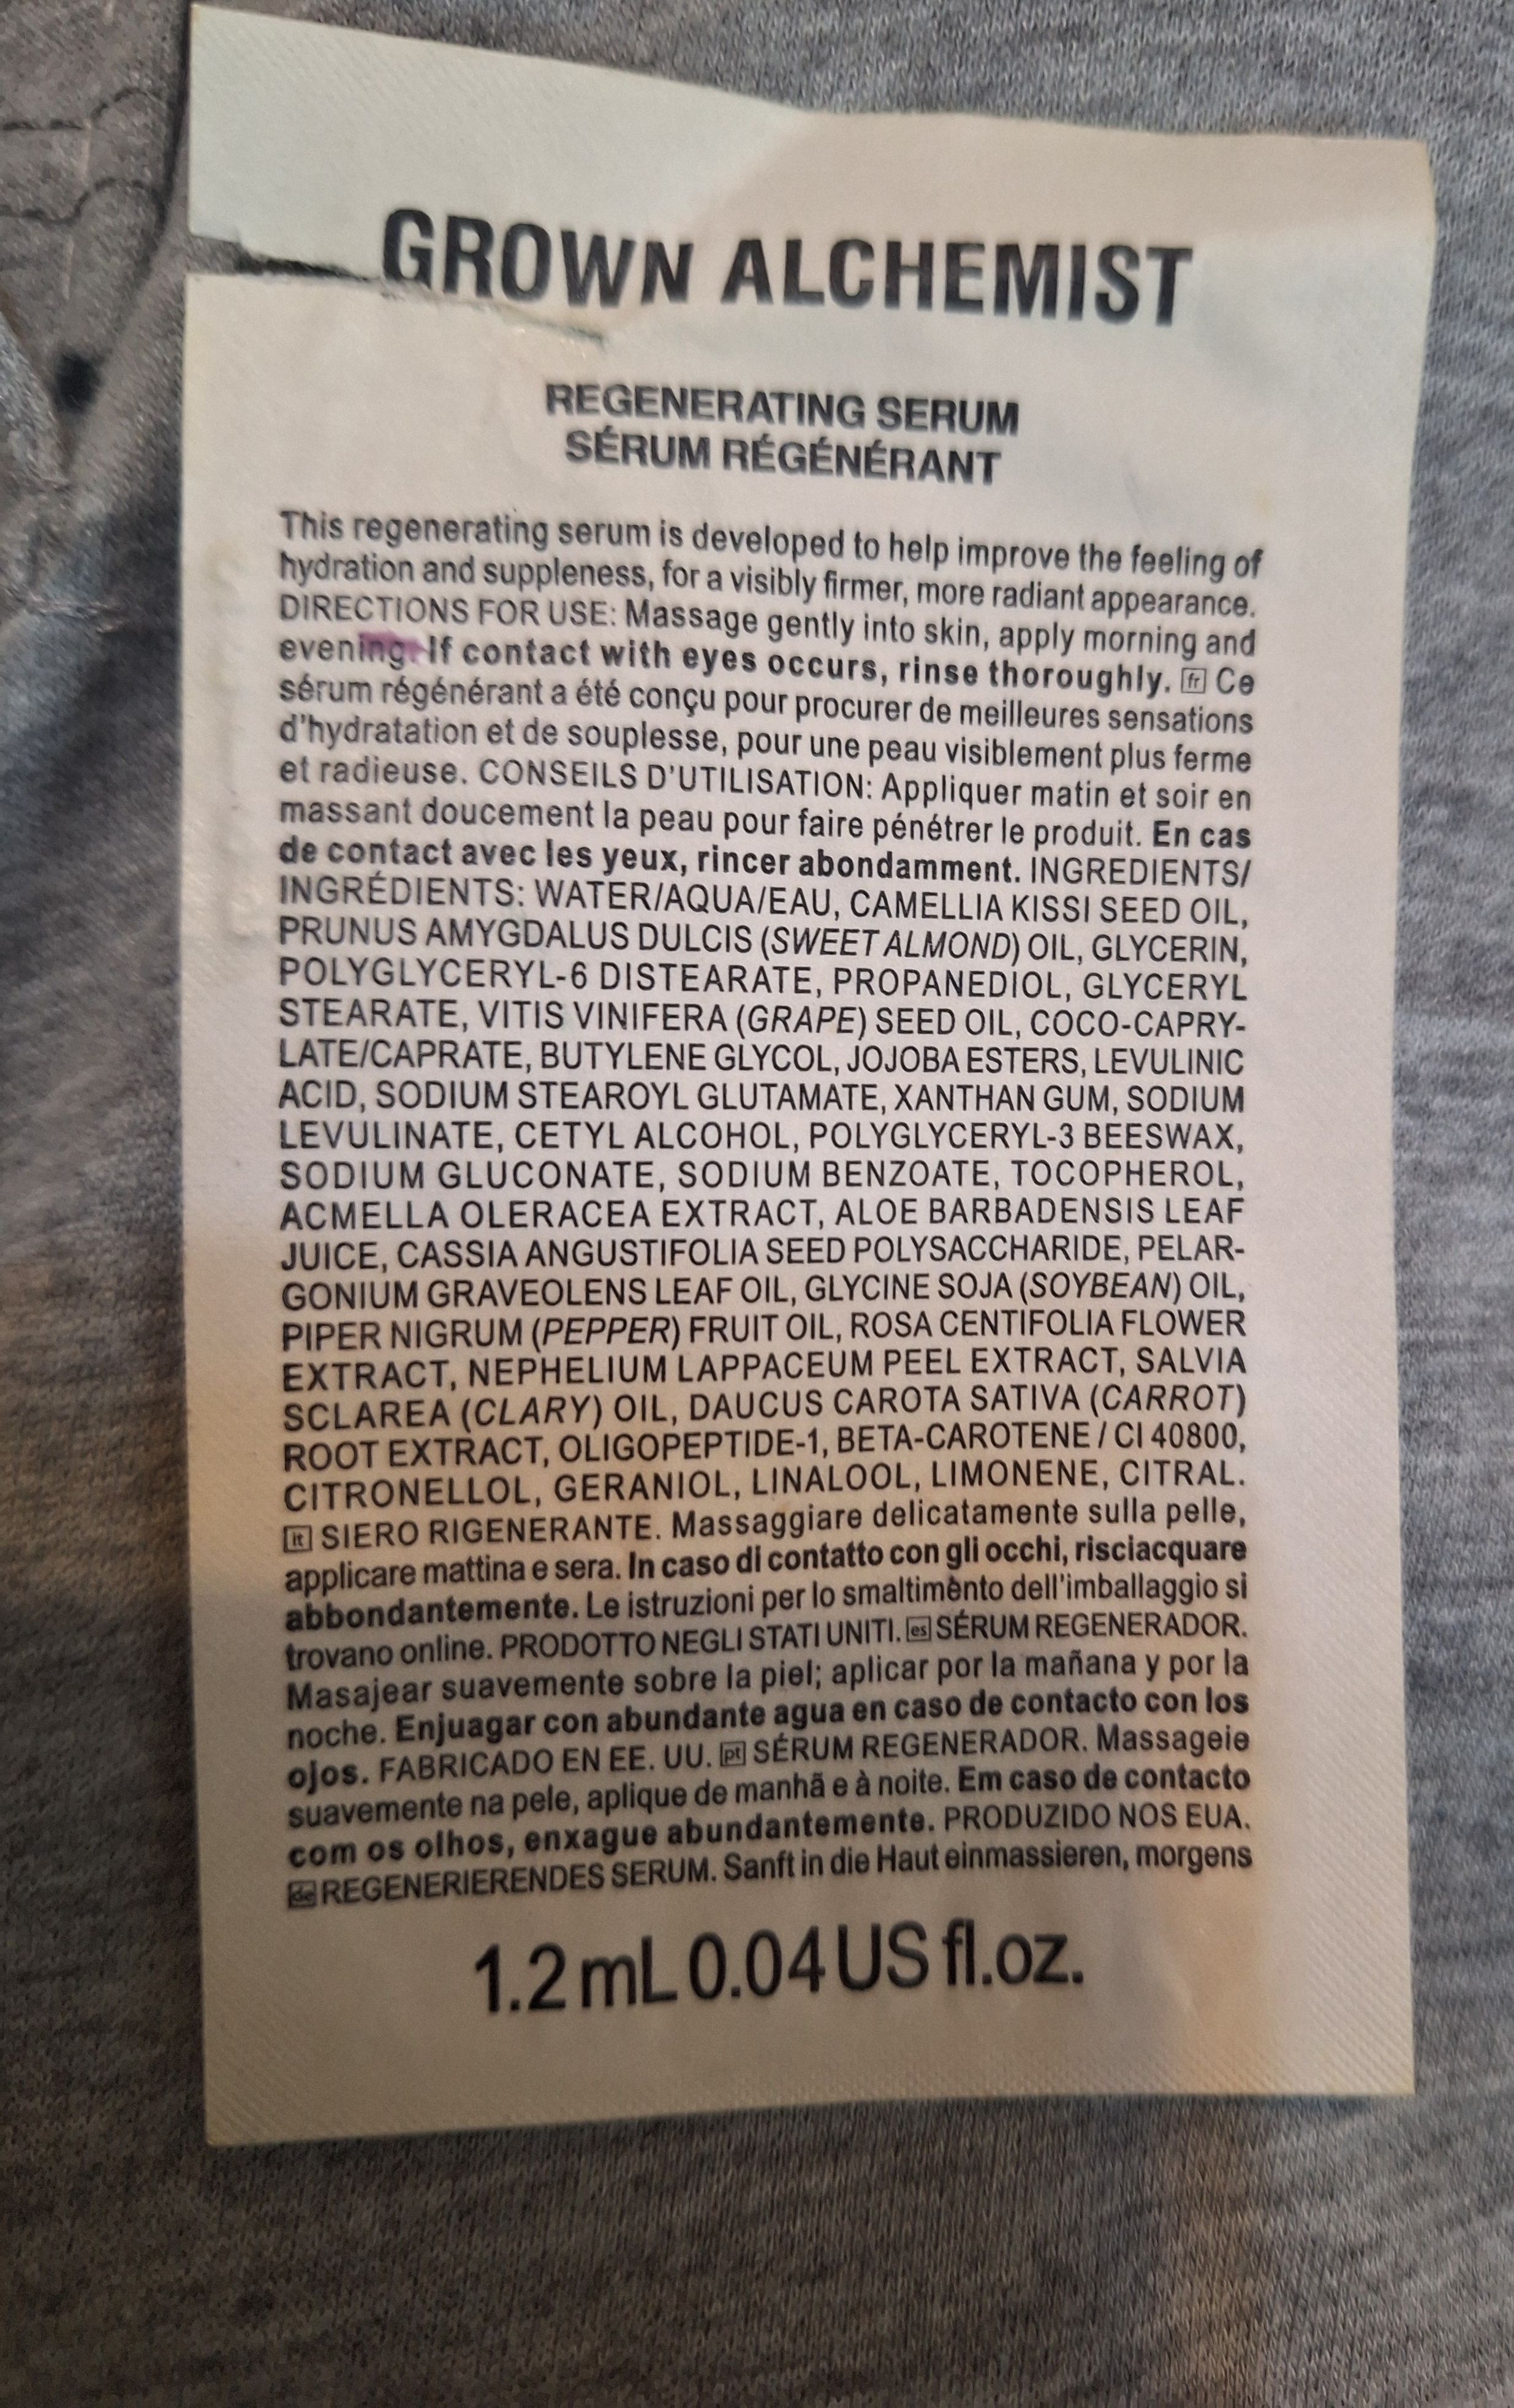 GROWN ALCHEMIST
REGENERATING SERUM
SÉRUM RÉGÉNÉRANT
This regenerating serum is developed to help improve the feeling of
hydration and suppleness, for a visibly firmer, more radiant appearance.
DIRECTIONS FOR USE: Massage gently into skin, apply morning and
evening. If contact with eyes occurs, rinse thoroughly. fr Ce
sérum régénérant a été conçu pour procurer de meilleures sensations
d'hydratation et de souplesse, pour une peau visiblement plus ferme
et radieuse. CONSEILS D'UTILISATION: Appliquer matin et soir en
massant doucement la peau pour faire pénétrer le produit. En cas
de contact avec les yeux, rincer abondamment. INGREDIENTS/
INGRÉDIENTS: WATER/AQUA/EAU, CAMELLIA KISSI SEED OIL,
PRUNUS AMYGDALUS DULCIS (SWEET ALMOND) OIL, GLYCERIN,
POLYGLYCERYL-6 DISTEARATE, PROPANEDIOL, GLYCERYL
STEARATE, VITIS VINIFERA (GRAPE) SEED OIL, COCO-CAPRY-
LATE/CAPRATE, BUTYLENE GLYCOL, JOJOBA ESTERS, LEVULINIC
ACID, SODIUM STEAROYL GLUTAMATE, XANTHAN GUM, SODIUM
LEVULINATE, CETYL ALCOHOL, POLYGLYCERYL-3 BEESWAX,
SODIUM GLUCONATE, SODIUM BENZOATE, TOCOPHEROL,
ACMELLA OLERACEA EXTRACT, ALOE BARBADENSIS LEAF
JUICE, CASSIA ANGUSTIFOLIA SEED POLYSACCHARIDE, PELAR-
GONIUM GRAVEOLENS LEAF OIL, GLYCINE SOJA (SOYBEAN) OIL,
PIPER NIGRUM (PEPPER) FRUIT OIL, ROSA CENTIFOLIA FLOWER
EXTRACT, NEPHELIUM LAPPACEUM PEEL EXTRACT, SALVIA
SCLAREA (CLARY) OIL, DAUCUS CAROTA SATIVA (CARROT)
ROOT EXTRACT, OLIGOPEPTIDE-1, BETA-CAROTENE / CI 40800,
CITRONELLOL, GERANIOL, LINALOOL, LIMONENE, CITRAL.
it SIERO RIGENERANTE. Massaggiare delicatamente sulla pelle,
applicare mattina e sera. In caso di contatto con gli occhi, risciacquare
abbondantemente. Le istruzioni per lo smaltimento dell'imballaggio si
trovano online. PRODOTTO NEGLI STATI UNITI. es SÉRUM REGENERADOR.
Masajear suavemente sobre la piel; aplicar por la mañana y por la
noche. Enjuagar con abundante agua en caso de contacto con los
ojos. FABRICADO EN EE. UU. pt SÉRUM REGENERADOR. Massageie
suavemente na pele, aplique de manhã e à noite. Em caso de contacto
com os olhos, enxague abundantemente. PRODUZIDO NOS EUA.
de REGENERIERENDES SERUM. Sanft in die Haut einmassieren, morgens
1.2 mL 0.04 US fl.oz.